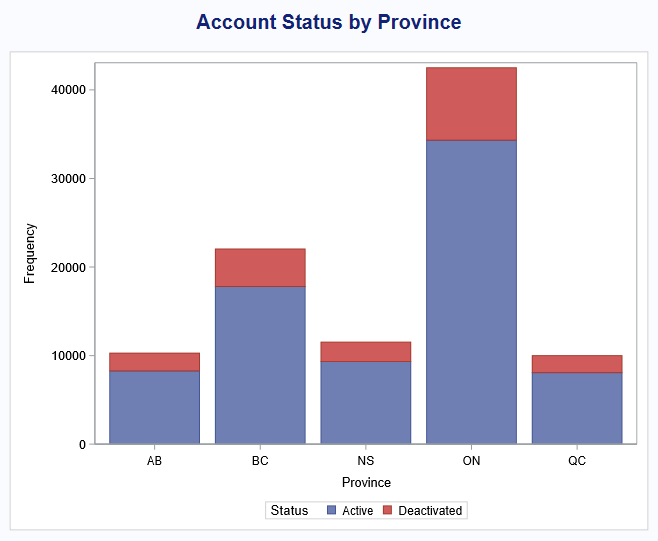 Account Status by Province
Frequency
40000
30000
20000
10000
0
AB BC NS ON QC
Province
Status Active Deactivated